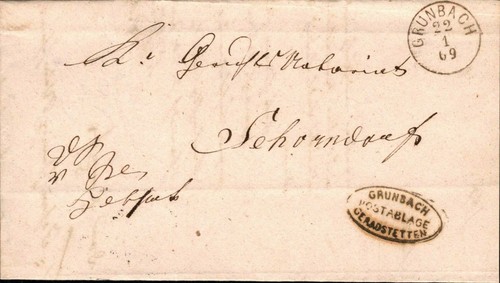 GRUNBACH
22
1
69
K. Gerichts Notariat
Schorndorf
GRUNBACH
POSTABLAGE
GERADSTETTEN